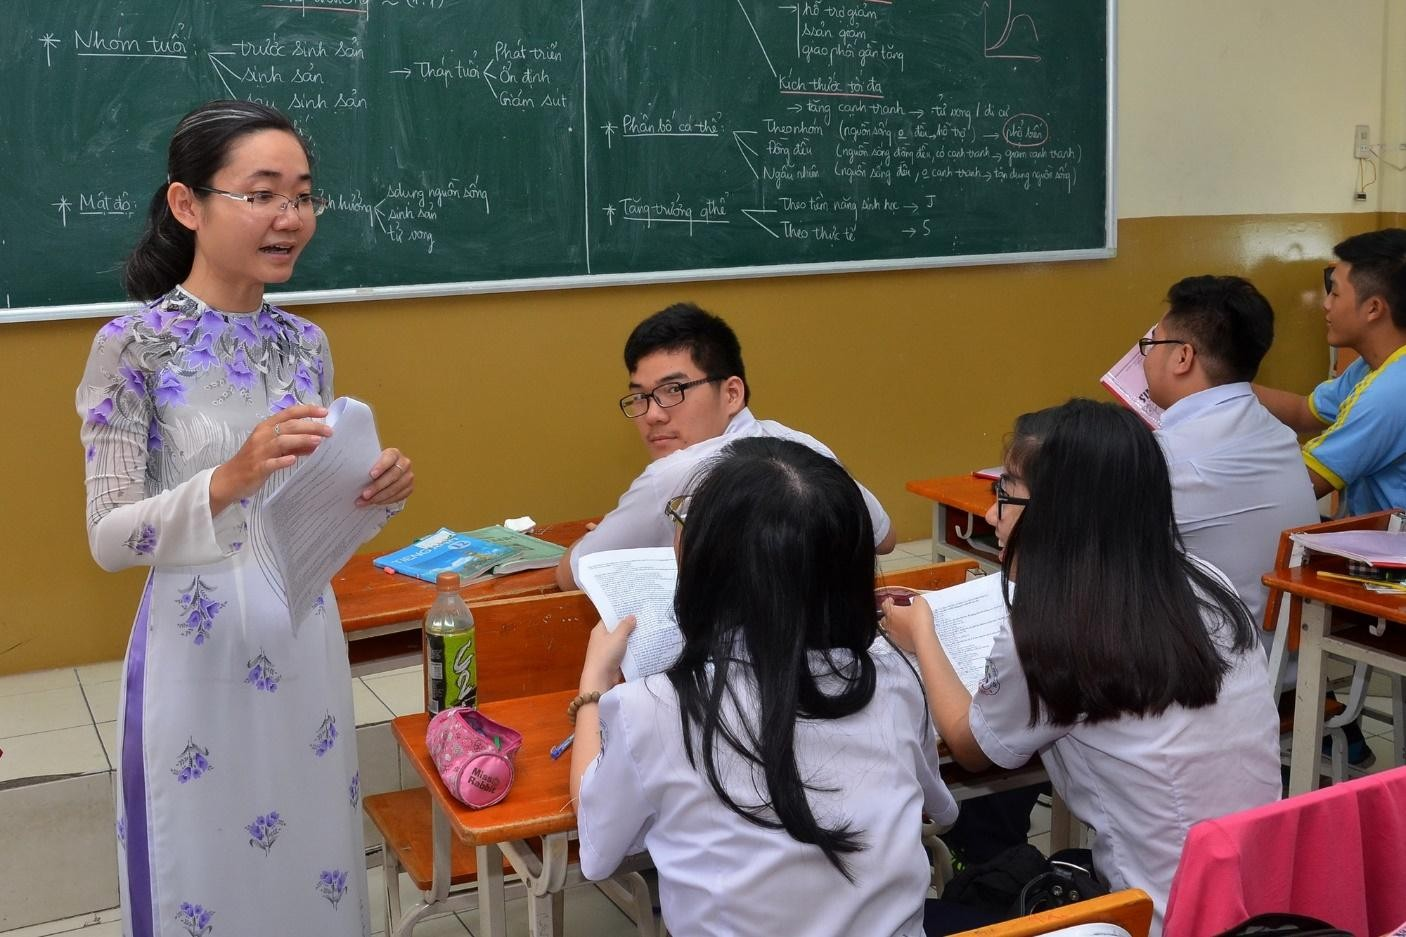 * Nhóm tuổi:
trước sinh sản
sinh sản
sau sinh sản
→ Tháp tuổi
Phát triển
Ổn định
Giảm sút
* Mật độ:
hưởng
sdụng nguồn sống
sinh sản
tử vong
→ hỗ trợ giảm
ssản giảm
giao phối gần tăng
Kích thước tối đa
→ tăng cạnh tranh → tử vong / di cư
* Phân bố cá thể:
Theo nhóm (nguồn sống o đều, hỗ trợ) → phổ biến
Đồng đều (nguồn sống đồng đều, có cạnh tranh → giảm cạnh tranh)
Ngẫu nhiên (nguồn sống đều, o cạnh tranh → tận dụng nguồn sống)
* Tăng trưởng qthể
Theo tiềm năng sinh học → J
Theo thực tế → S
TIẾNG
12
Miss
Rabbit